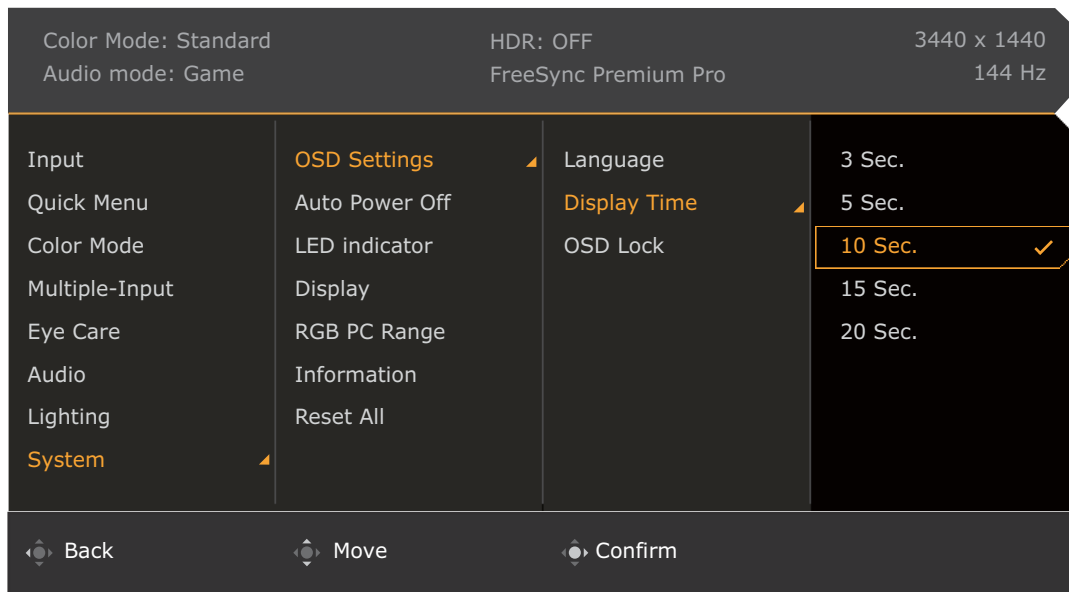 Color Mode: Standard
HDR: OFF
3440 x 1440
Audio mode: Game
FreeSync Premium Pro
144 Hz
Input
Quick Menu
Color Mode
Multiple-Input
Eye Care
Audio
Lighting
System
OSD Settings
Auto Power Off
LED indicator
Display
RGB PC Range
Information
Reset All
Language
Display Time
OSD Lock
3 Sec.
5 Sec.
10 Sec.
15 Sec.
20 Sec.
Back
Move
Confirm